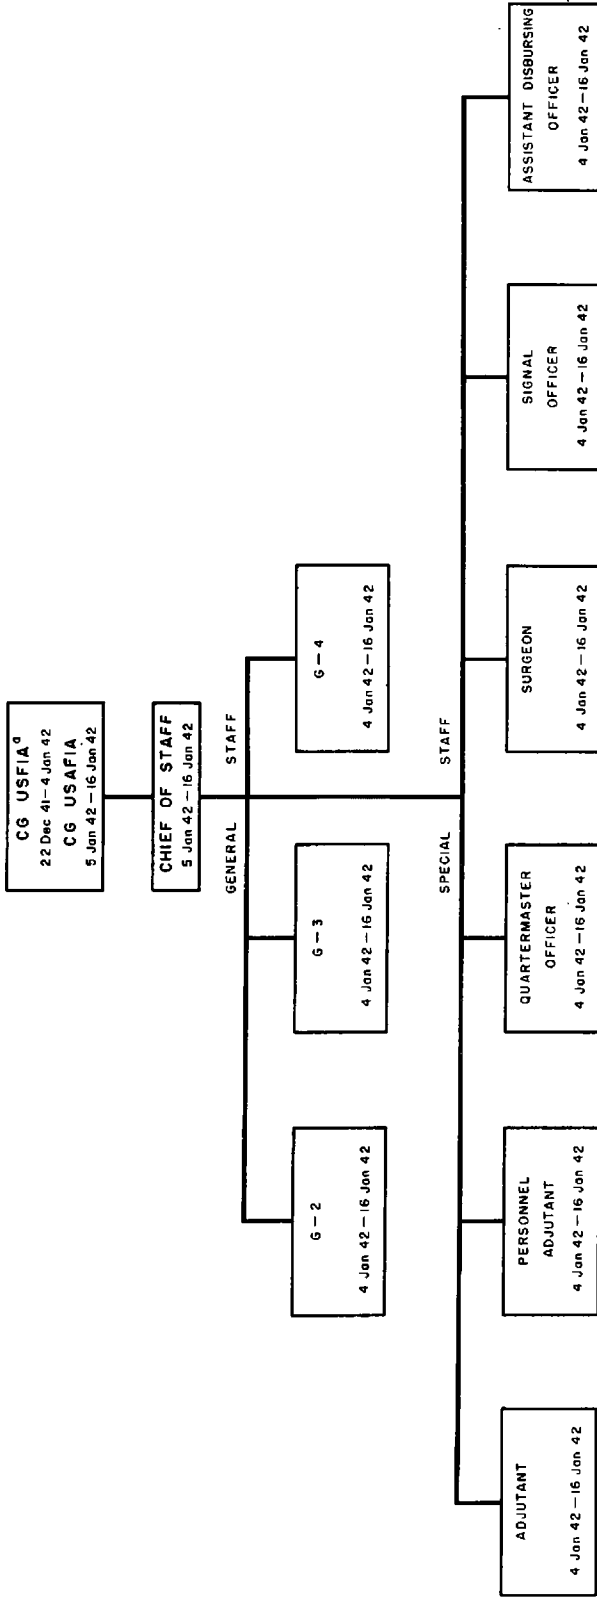 CG USFIAᵃ
22 Dec 41—4 Jan 42
CG USAFIA
5 Jan 42—16 Jan 42
CHIEF OF STAFF
5 Jan 42—16 Jan 42
GENERAL STAFF
G-2
4 Jan 42—16 Jan 42
G-3
4 Jan 42—16 Jan 42
G-4
4 Jan 42—16 Jan 42
SPECIAL STAFF
ADJUTANT
4 Jan 42—16 Jan 42
PERSONNEL
ADJUTANT
4 Jan 42—16 Jan 42
QUARTERMASTER
OFFICER
4 Jan 42—16 Jan 42
SURGEON
4 Jan 42—16 Jan 42
SIGNAL
OFFICER
4 Jan 42—16 Jan 42
ASSISTANT DISBURSING
OFFICER
4 Jan 42—16 Jan 42